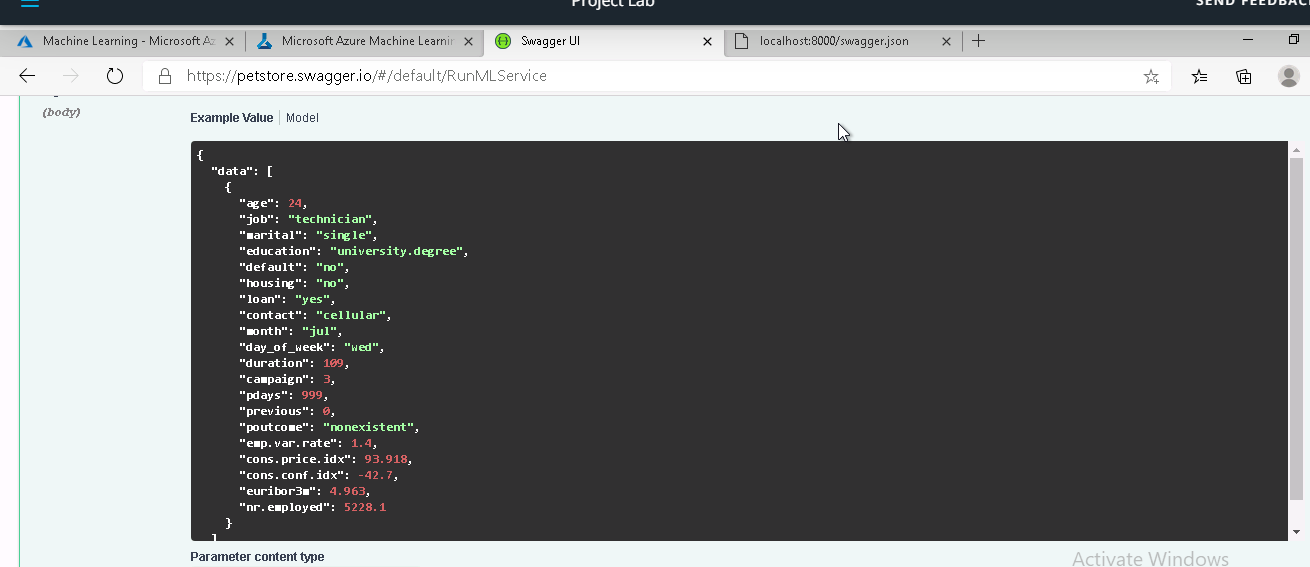 Project Lab
SEND FEEDBAC
Machine Learning - Microsoft Az
Microsoft Azure Machine Learnin
Swagger UI
localhost:8000/swagger.json
https://petstore.swagger.io/#/default/RunMLService
(body)
Example Value Model
{
"data": [
{
"age": 24,
"job": "technician",
"marital": "single",
"education": "university.degree",
"default": "no",
"housing": "no",
"loan": "yes",
"contact": "cellular",
"month": "jul",
"day_of_week": "wed",
"duration": 109,
"campaign": 3,
"pdays": 999,
"previous": 0,
"poutcome": "nonexistent",
"emp.var.rate": 1.4,
"cons.price.idx": 93.918,
"cons.conf.idx": -42.7,
"euribor3m": 4.963,
"nr.employed": 5228.1
}
]
Parameter content type
Activate Windows